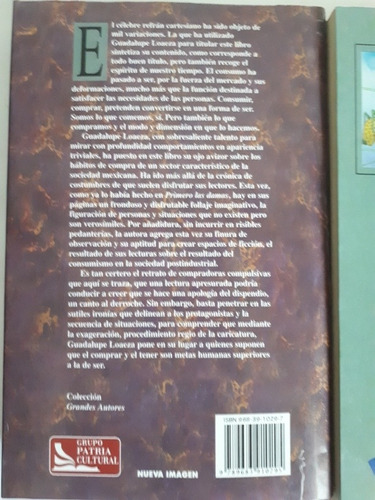 El célebre refrán cartesiano ha sido objeto de
mil variaciones. La que ha utilizado
Guadalupe Loaeza para titular este libro
sintetiza su contenido, como corresponde a
todo buen título, pero también recoge el
espíritu de nuestro tiempo. El consumo ha
pasado a ser, por la fuerza del mercado y sus
deformaciones, mucho más que la función destinada a
satisfacer las necesidades de las personas. Consumir,
comprar, pretenden convertirse en una forma de ser.
Somos lo que comemos, sí. Pero también lo que
compramos y el modo y dimensión en que lo hacemos.
Guadalupe Loaeza, con sobresaliente talento para
mirar con profundidad comportamientos en apariencia
triviales, ha puesto en este libro su ojo avizor sobre los
hábitos de compra de un sector característico de la
sociedad mexicana. Ha ido más allá de la crónica de
costumbres de que suelen disfrutar sus lectores. Esta vez,
como ya lo había hecho en Primero las damas, hay en sus
páginas un frondoso y disfrutable follaje imaginativo, la
figuración de personas y situaciones que no existen pero
son verosímiles. Por añadidura, sin incurrir en risibles
pedanterías, la autora agrega esta vez a su finura de
observación y su aptitud para crear espacios de ficción, el
resultado de sus lecturas sobre el resultado del
consumismo en la sociedad postindustrial.
Es tan certero el retrato de compradoras compulsivas
que aquí se traza, que una lectura apresurada podría
conducir a creer que se hace una apología del dispendio,
un canto al derroche. Sin embargo, basta penetrar en las
sutiles ironías que delinean a los protagonistas y la
secuencia de situaciones, para comprender que mediante
la exageración, procedimiento regio de la caricatura,
Guadalupe Loaeza pone en su lugar a quienes suponen
que el comprar y el tener son metas humanas superiores
a la de ser.
Colección
Grandes Autores
GRUPO
PATRIA
CULTURAL
NUEVA IMAGEN